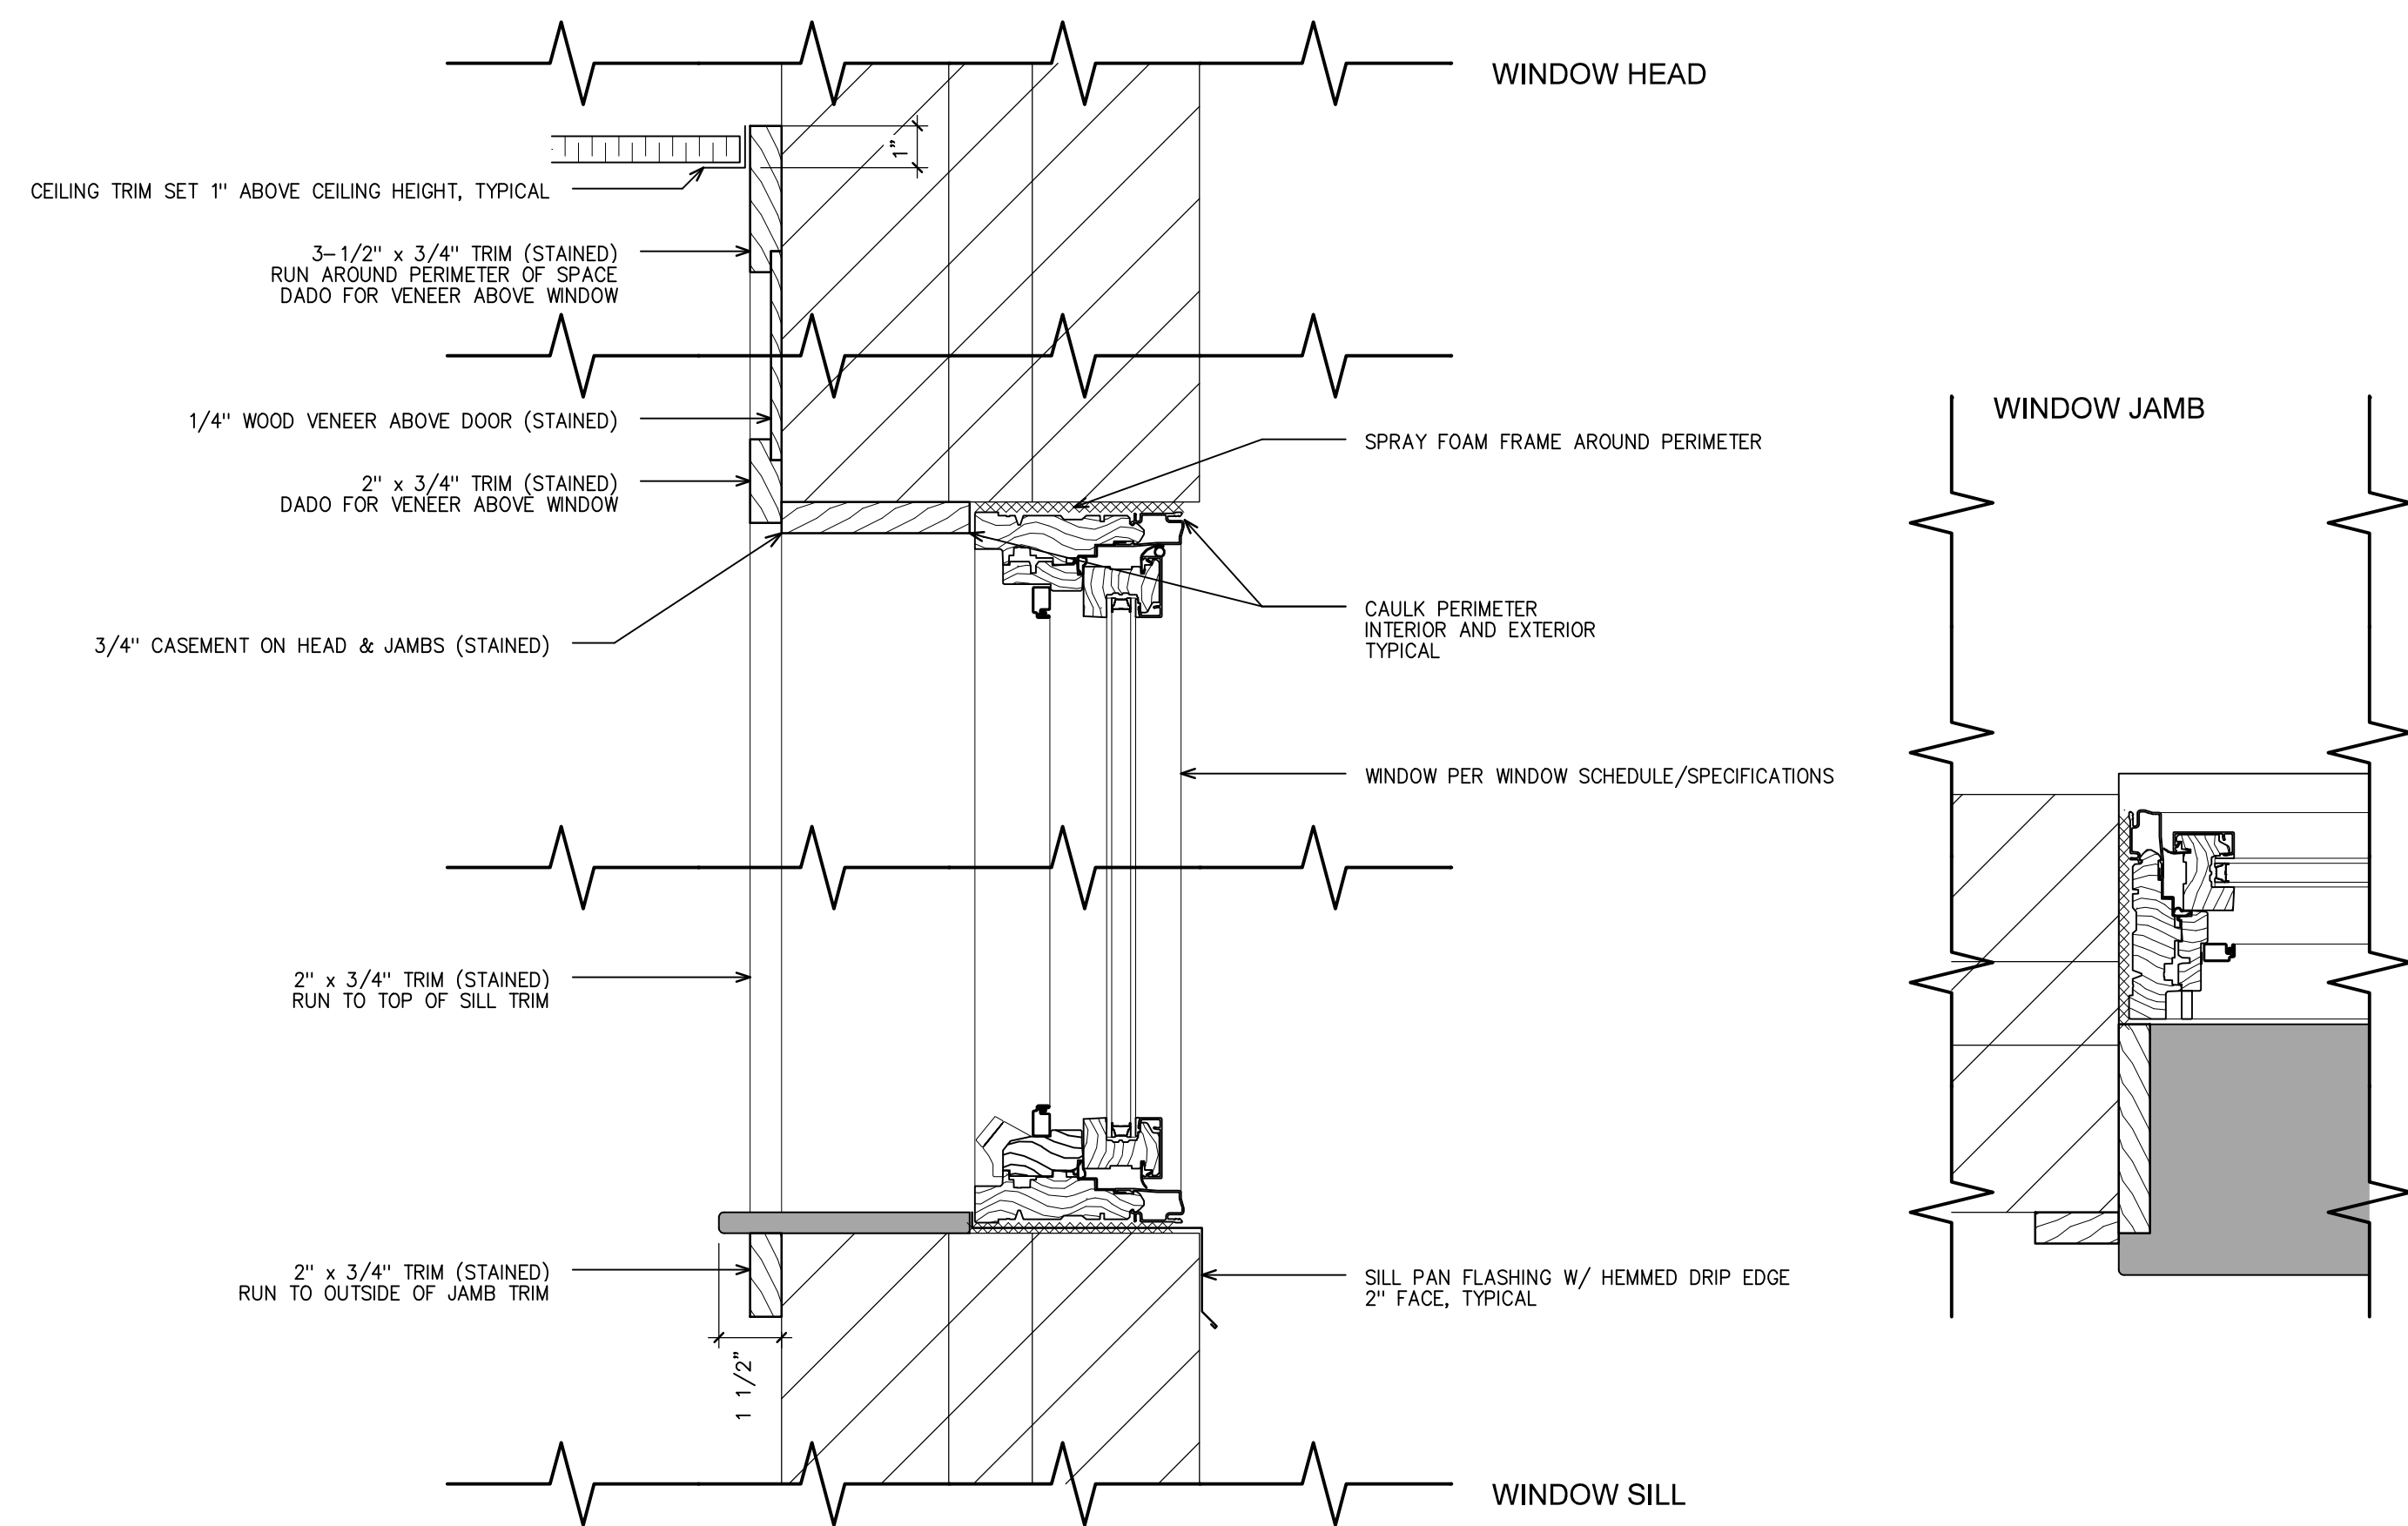 WINDOW HEAD
1"
CEILING TRIM SET 1" ABOVE CEILING HEIGHT, TYPICAL
3-1/2" x 3/4" TRIM (STAINED)
RUN AROUND PERIMETER OF SPACE
DADO FOR VENEER ABOVE WINDOW
1/4" WOOD VENEER ABOVE DOOR (STAINED)
2" x 3/4" TRIM (STAINED)
DADO FOR VENEER ABOVE WINDOW
3/4" CASEMENT ON HEAD & JAMBS (STAINED)
2" x 3/4" TRIM (STAINED)
RUN TO TOP OF SILL TRIM
2" x 3/4" TRIM (STAINED)
RUN TO OUTSIDE OF JAMB TRIM
1 1/2"
SPRAY FOAM FRAME AROUND PERIMETER
CAULK PERIMETER
INTERIOR AND EXTERIOR
TYPICAL
WINDOW PER WINDOW SCHEDULE/SPECIFICATIONS
SILL PAN FLASHING W/ HEMMED DRIP EDGE
2" FACE, TYPICAL
WINDOW SILL
WINDOW JAMB